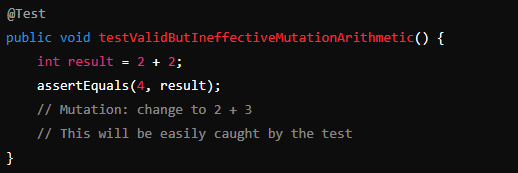 @Test
public void testValidButIneffectiveMutationArithmetic() {
    int result = 2 + 2;
    assertEquals(4, result);
    // Mutation: change to 2 + 3
    // This will be easily caught by the test
}